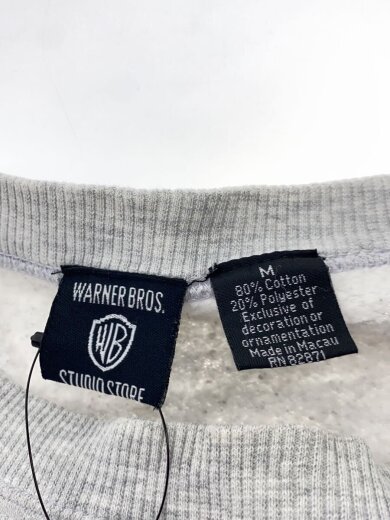 WARNER BROS.
WB
STUDIO STORE
M
80% Cotton
20% Polyester
Exclusive of
decoration or
ornamentation
Made in Macau
RN 82871